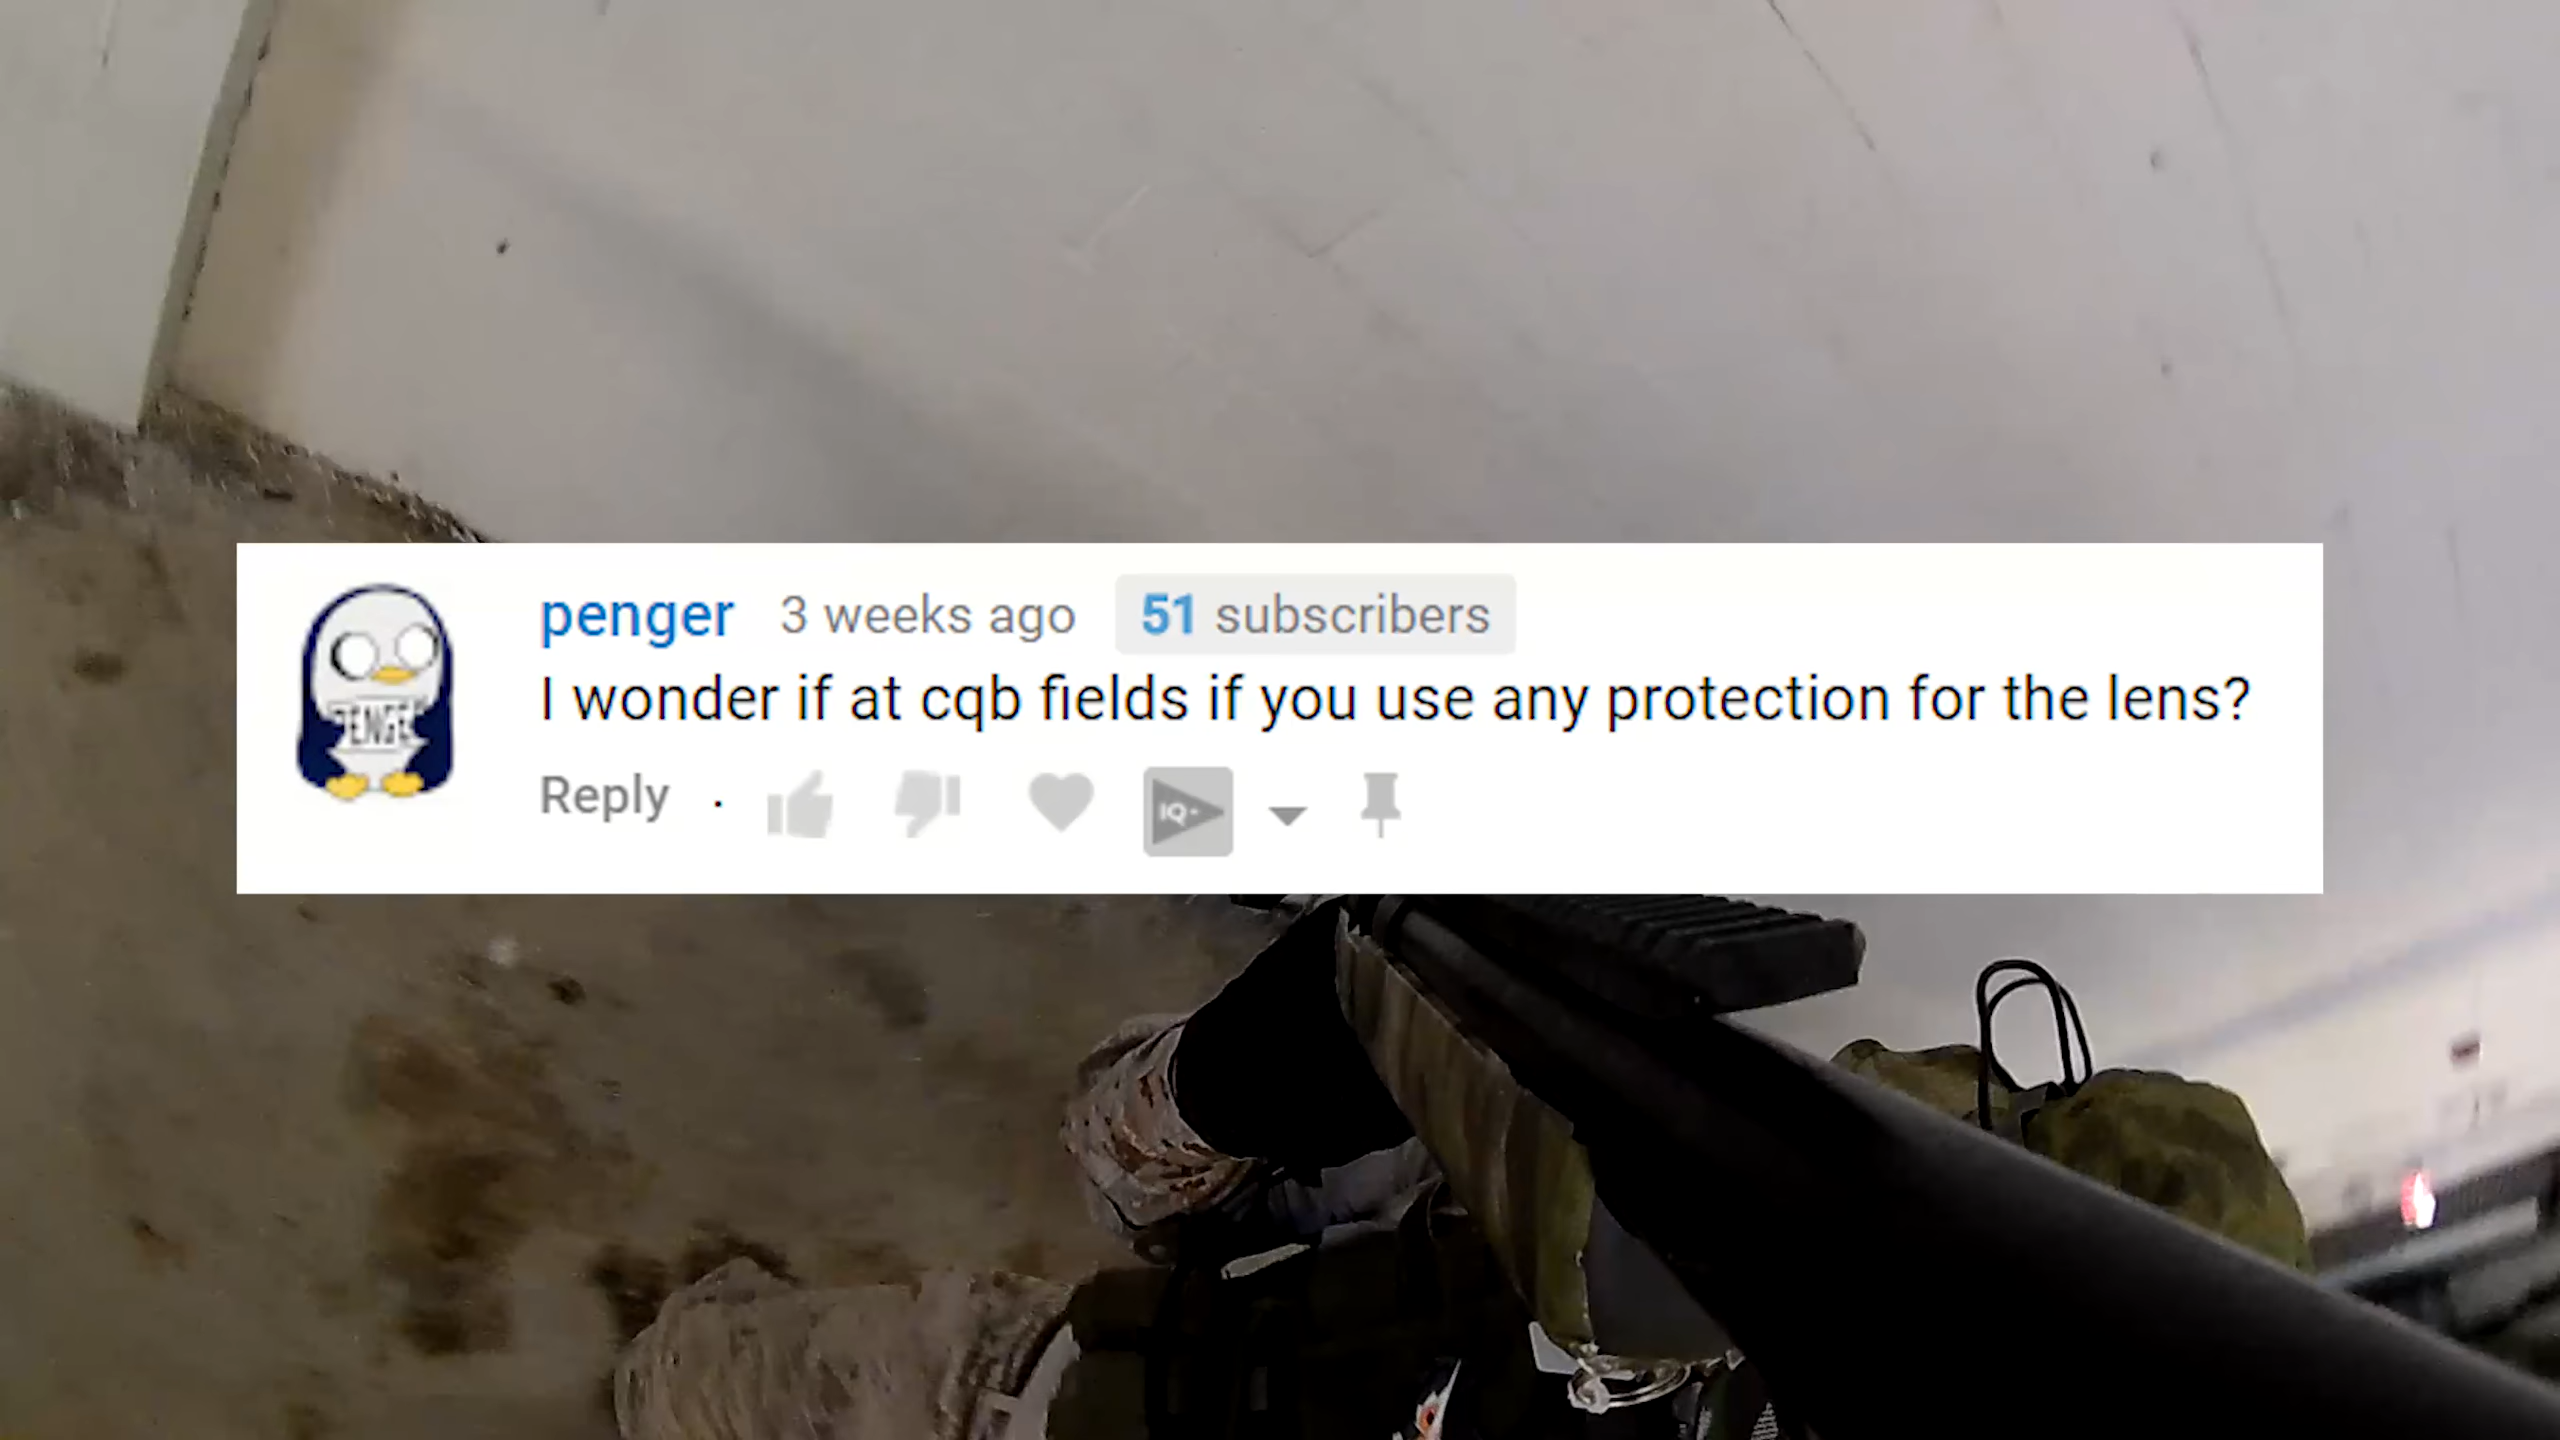 penger 3 weeks ago 51 subscribers
I wonder if at cqb fields if you use any protection for the lens?
Reply ·
IQ-